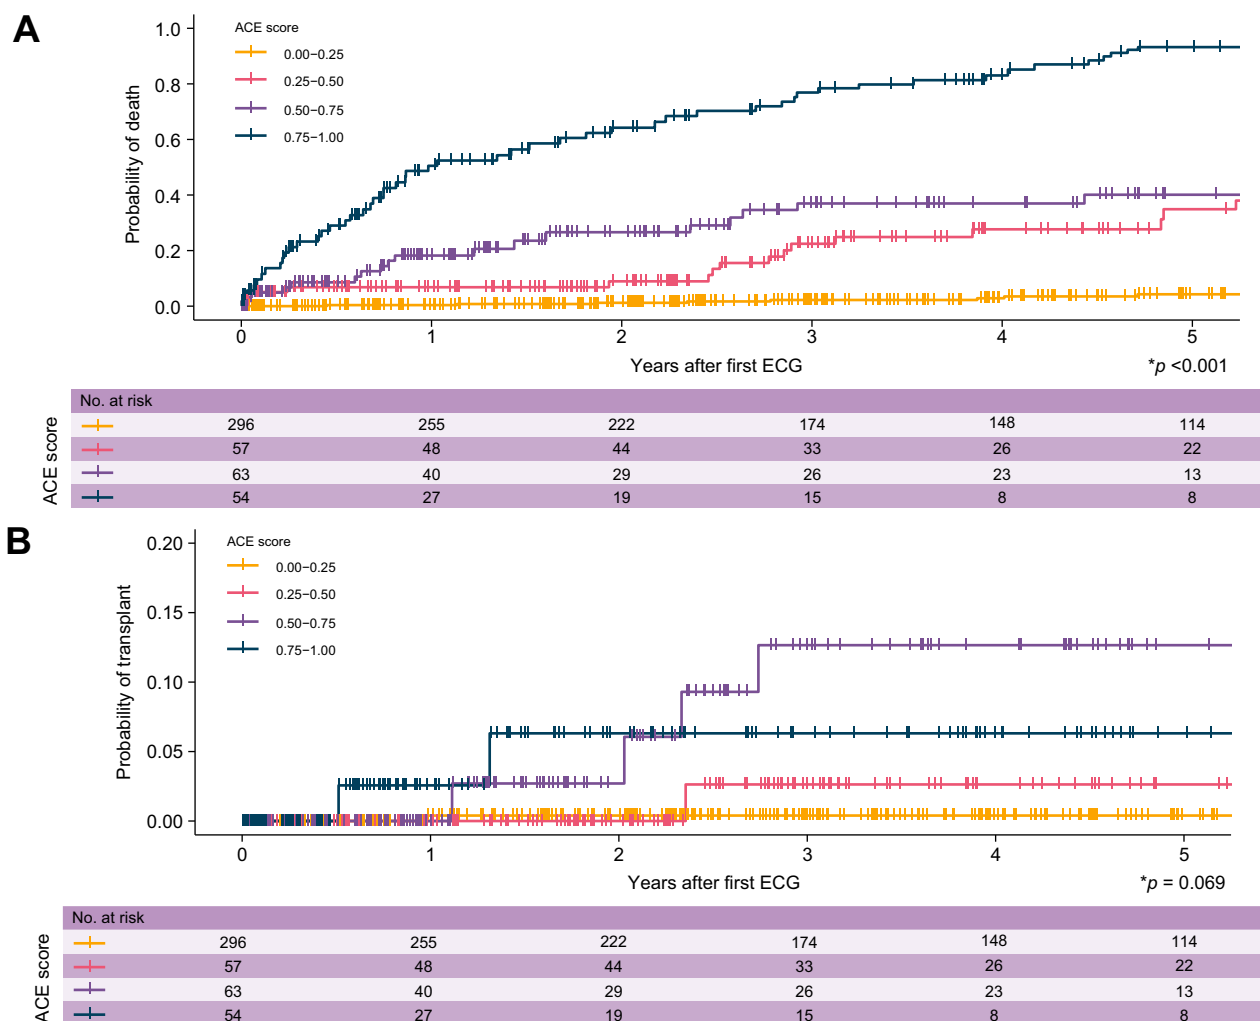 A
1.0
0.8
0.6
0.4
0.2
0.0
Probability of death
ACE score
0.00−0.25
0.25−0.50
0.50−0.75
0.75−1.00
0 1 2 3 4 5
Years after first ECG
*p <0.001
No. at risk
ACE score
296 255 222 174 148 114
57 48 44 33 26 22
63 40 29 26 23 13
54 27 19 15 8 8
B
0.20
0.15
0.10
0.05
0.00
Probability of transplant
ACE score
0.00−0.25
0.25−0.50
0.50−0.75
0.75−1.00
0 1 2 3 4 5
Years after first ECG
*p = 0.069
No. at risk
ACE score
296 255 222 174 148 114
57 48 44 33 26 22
63 40 29 26 23 13
54 27 19 15 8 8